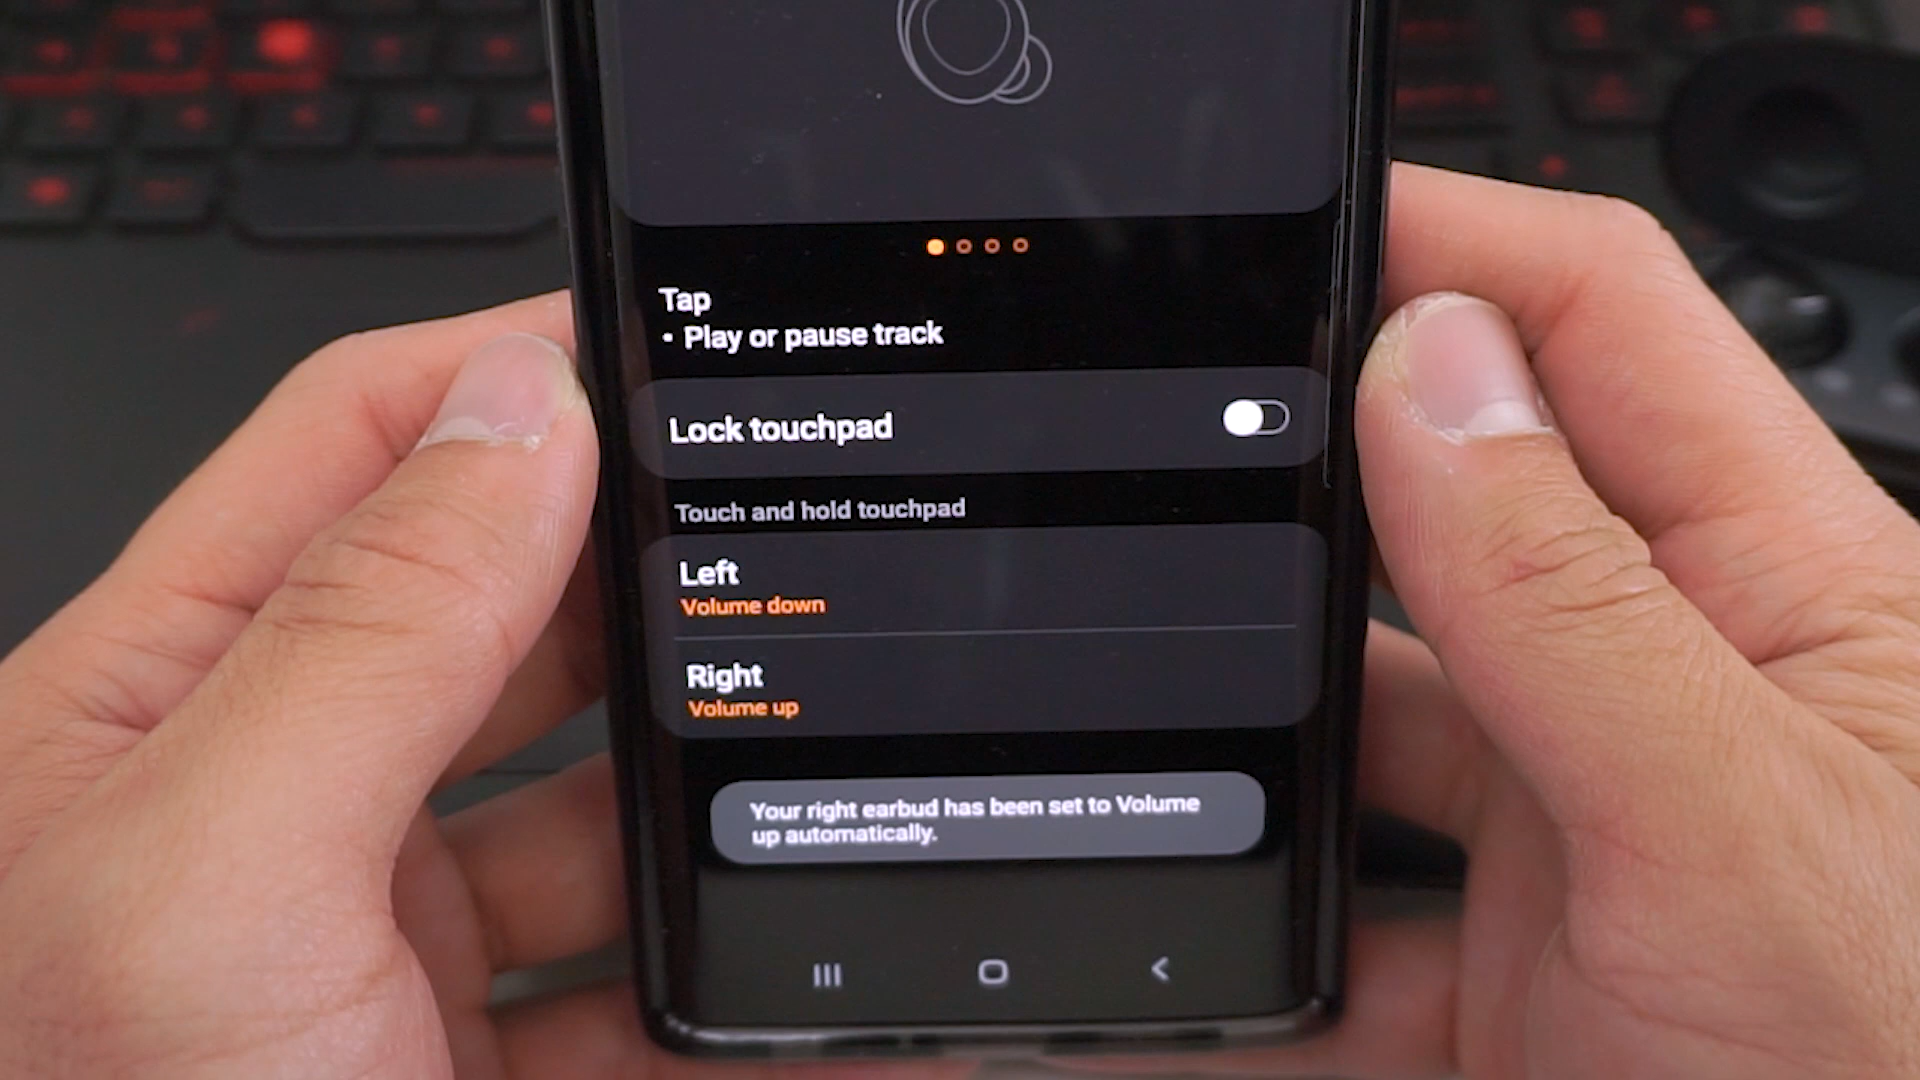 Tap
• Play or pause track
Lock touchpad
Touch and hold touchpad
Left
Volume down
Right
Volume up
Your right earbud has been set to Volume
up automatically.